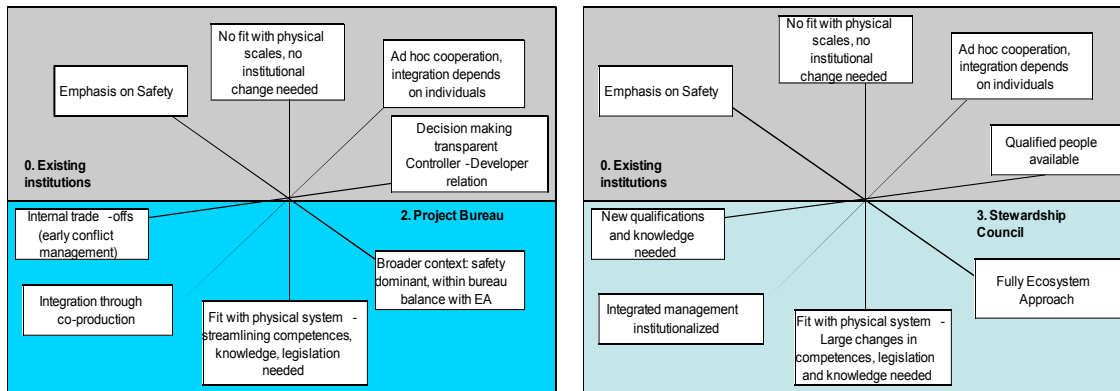 No fit with physical
scales, no
institutional
change needed
Ad hoc cooperation,
integration depends
on individuals
Emphasis on Safety
Decision making
transparent
Controller -Developer
relation
0. Existing
institutions
Internal trade -offs
(early conflict
management)
2. Project Bureau
Broader context: safety
dominant, within bureau
balance with EA
Integration through
co-production
Fit with physical system -
streamlining competences,
knowledge, legislation
needed
No fit with physical
scales, no
institutional
change needed
Ad hoc cooperation,
integration depends
on individuals
Emphasis on Safety
Qualified people
available
0. Existing
institutions
New qualifications
and knowledge
needed
3. Stewardship
Council
Fully Ecosystem
Approach
Integrated management
institutionalized
Fit with physical system -
Large changes in
competences, legislation
and knowledge needed